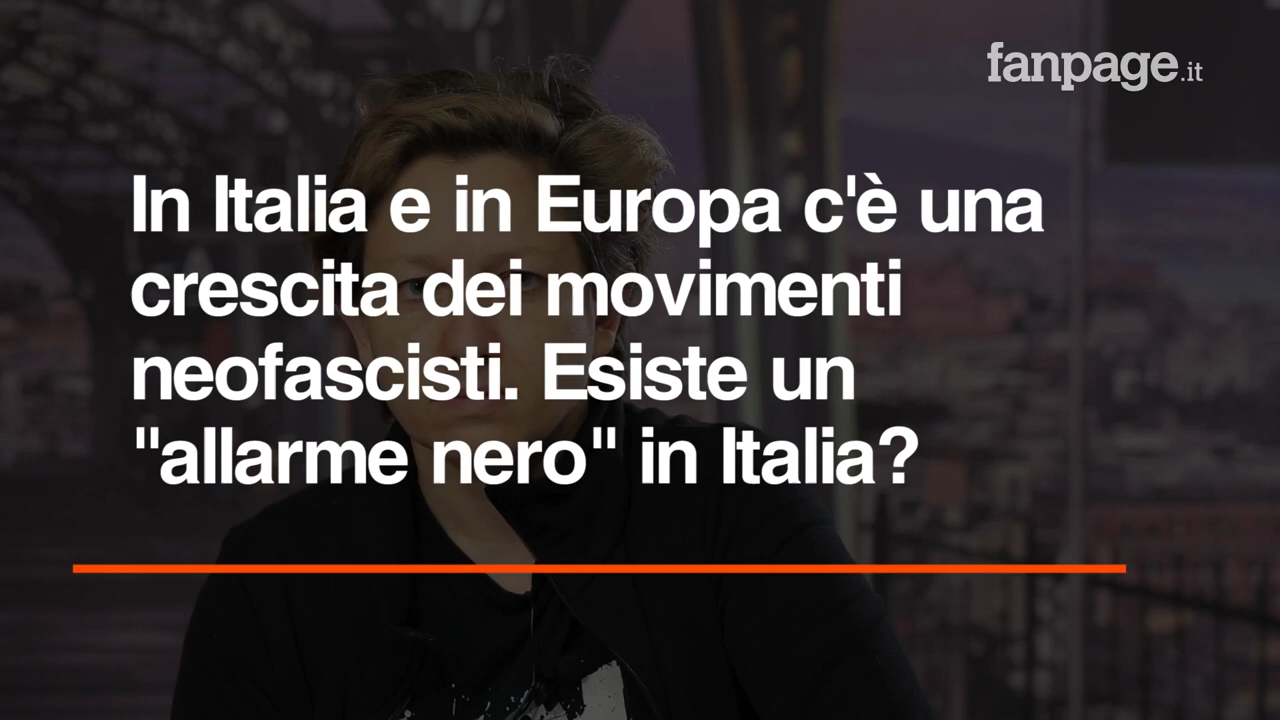 fanpage.it
In Italia e in Europa c'è una
crescita dei movimenti
neofascisti. Esiste un
"allarme nero" in Italia?